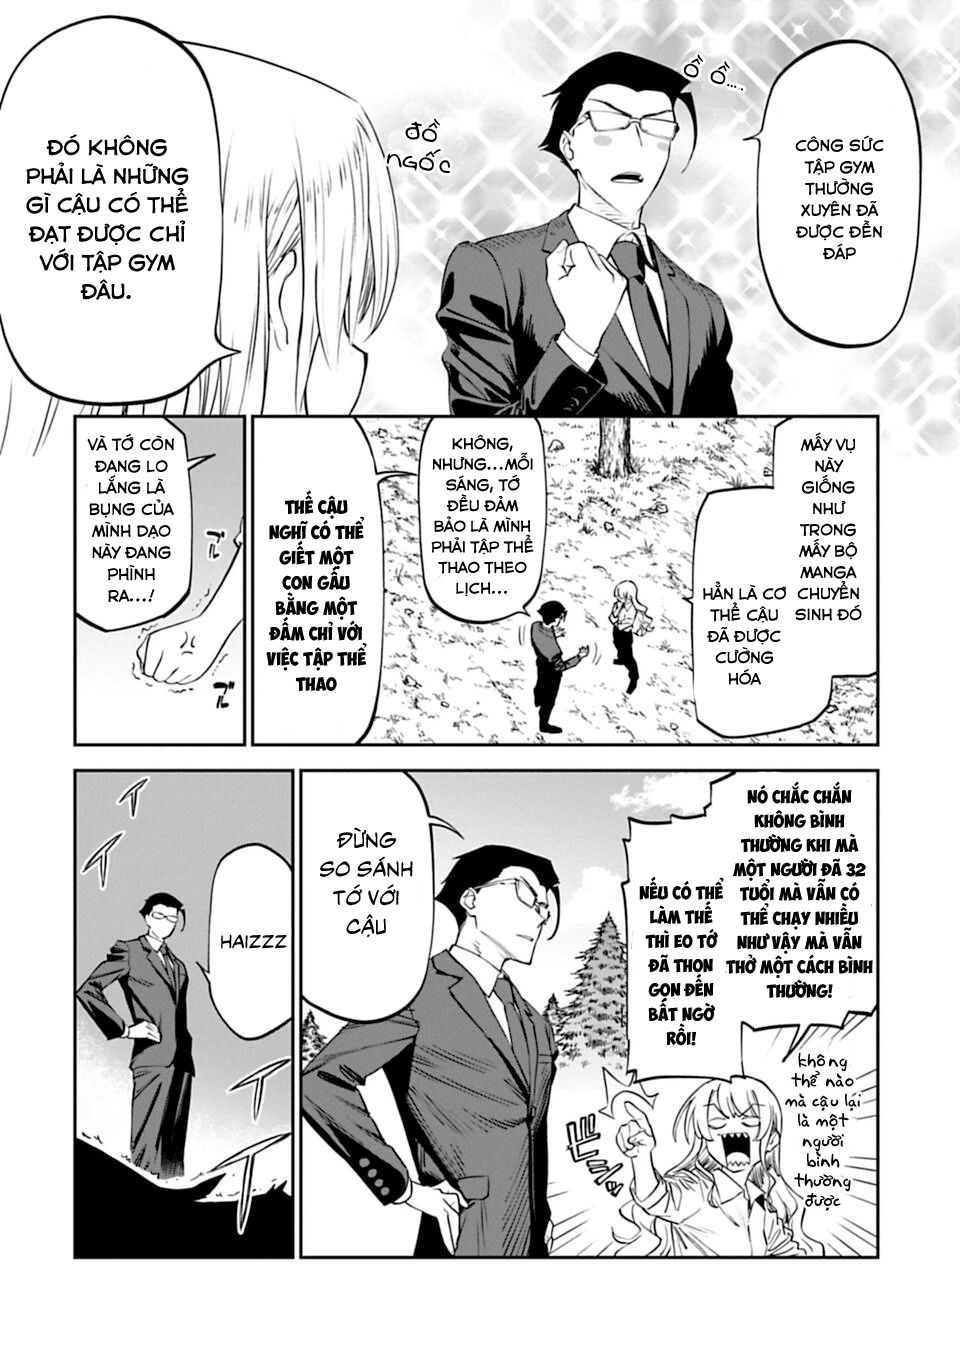 CÔNG SỨC
TẬP GYM
THƯỜNG
XUYÊN ĐÃ
ĐƯỢC ĐỀN
ĐÁP
Ồ Ồ....
ĐỒ
NGỐC
ĐÓ KHÔNG
PHẢI LÀ NHỮNG
GÌ CẬU CÓ THỂ
ĐẠT ĐƯỢC CHỈ
VỚI TẬP GYM
ĐÂU.
MẤY VỤ
NÀY
GIỐNG
NHƯ
TRONG
MẤY BỘ
MANGA
CHUYỂN
SINH ĐÓ
HẲN LÀ CƠ
THỂ CẬU
ĐÃ ĐƯỢC
CƯỜNG
HÓA
KHÔNG,
NHƯNG...MỖI
SÁNG, TỚ
ĐỀU ĐẢM
BẢO LÀ MÌNH
PHẢI TẬP THỂ
THAO THEO
LỊCH...
THẾ CẬU
NGHĨ CÓ THỂ
GIẾT MỘT
CON GẤU
BẰNG MỘT
ĐẤM CHỈ VỚI
VIỆC TẬP THỂ
THAO
VÀ TỚ CÒN
ĐANG LO
LẮNG LÀ
BỤNG CỦA
MÌNH DẠO
NÀY ĐANG
PHÌNH
RA...!
ブル
ブル
NÓ CHẮC CHẮN
KHÔNG BÌNH
THƯỜNG KHI MÀ
MỘT NGƯỜI ĐÃ 32
TUỔI MÀ VẪN CÓ
THỂ CHẠY NHIỀU
NHƯ VẬY MÀ VẪN
THỞ MỘT CÁCH BÌNH
THƯỜNG!
NẾU CÓ THỂ
LÀM THẾ
THÌ EO TỚ
ĐÃ THON
GỌN ĐẾN
BẤT NGỜ
RỒI!
không
thể nào
mà cậu lại
là một
người
bình
thường
được
ĐỪNG
SO SÁNH
TỚ VỚI
CẬU
HAIZZZ